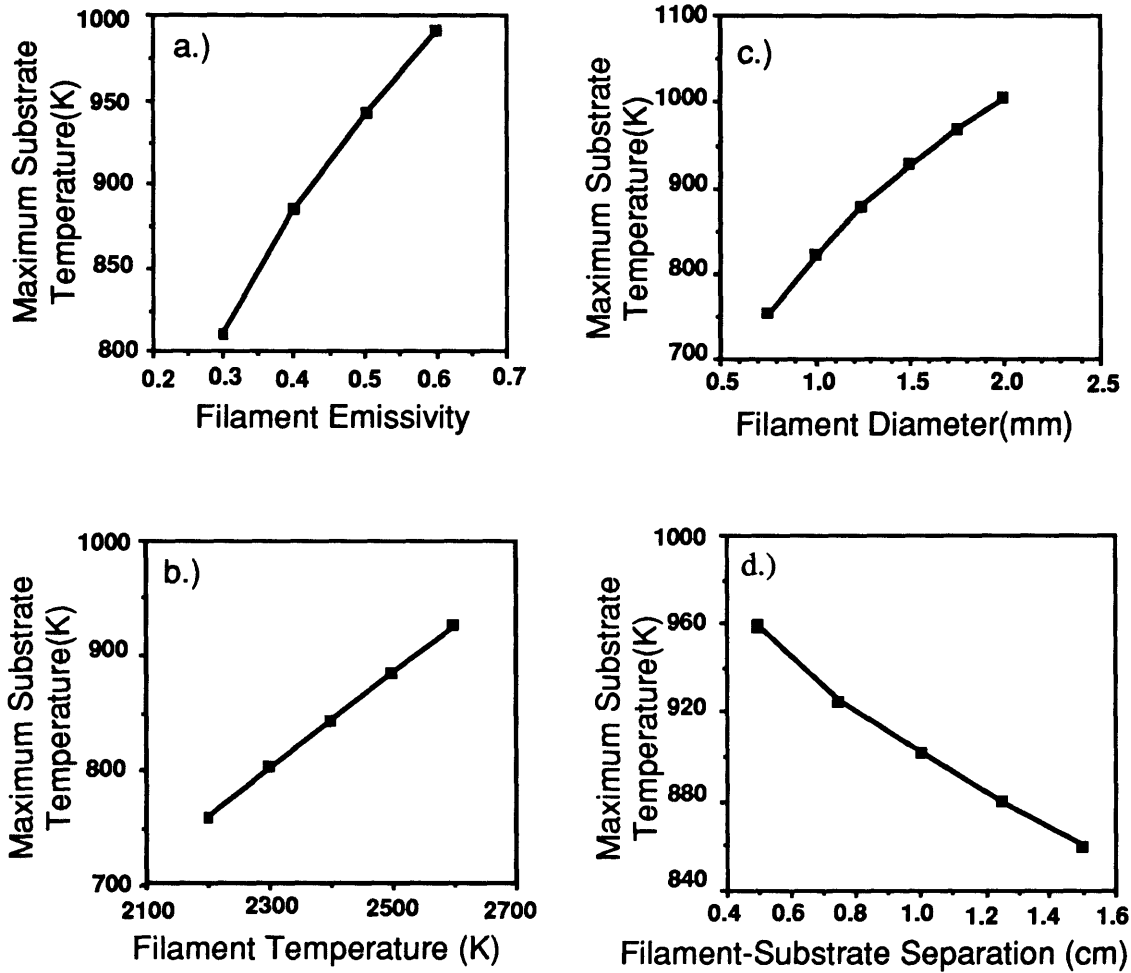 a.)
Maximum Substrate
Temperature(K)
1000
950
900
850
800
0.2 0.3 0.4 0.5 0.6 0.7
Filament Emissivity
c.)
Maximum Substrate
Temperature(K)
1100
1000
900
800
700
0.5 1.0 1.5 2.0 2.5
Filament Diameter(mm)
b.)
Maximum Substrate
Temperature(K)
1000
900
800
700
2100 2300 2500 2700
Filament Temperature (K)
d.)
Maximum Substrate
Temperature(K)
1000
960
920
880
840
0.4 0.6 0.8 1.0 1.2 1.4 1.6
Filament-Substrate Separation (cm)